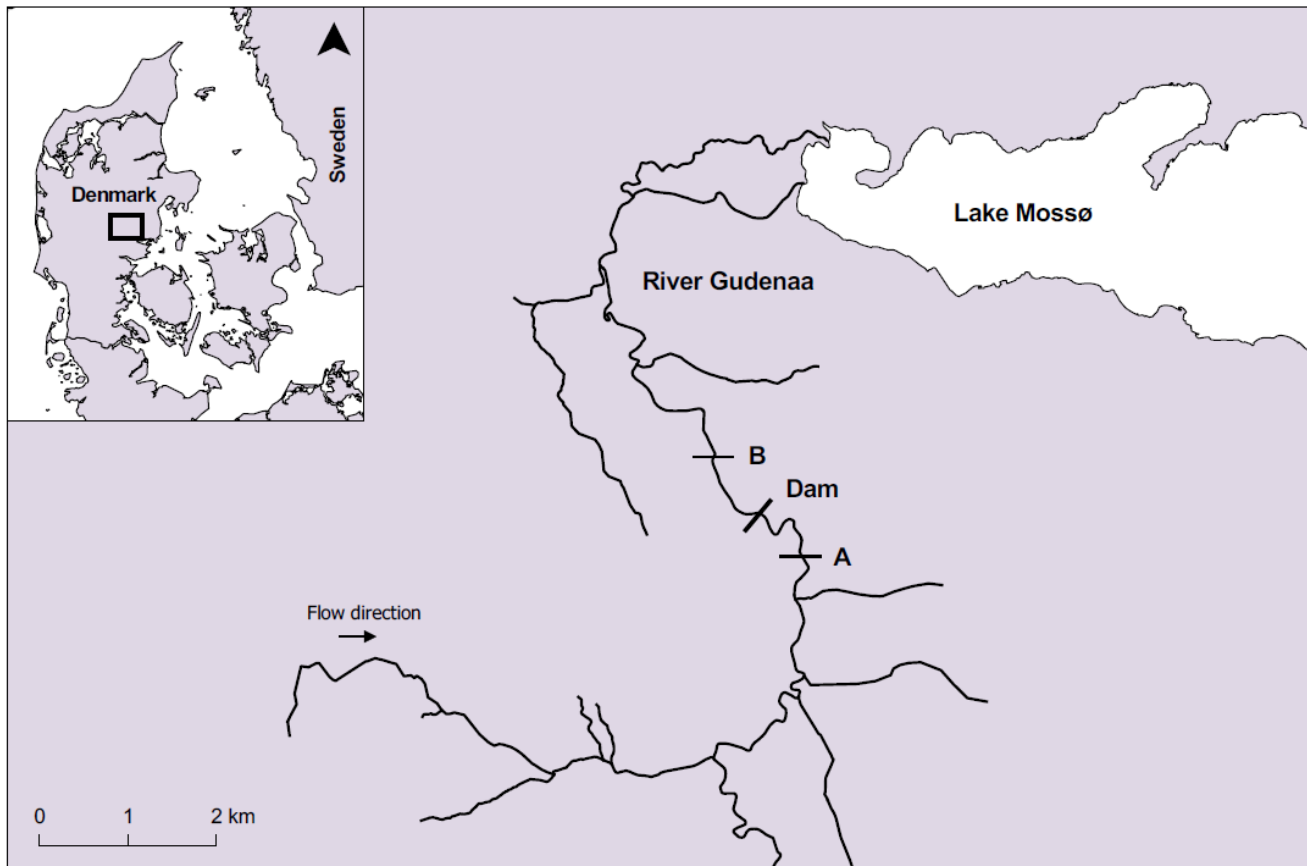 Sweden
Denmark
Lake Mossø
River Gudenaa
B
Dam
A
Flow direction
0 1 2 km